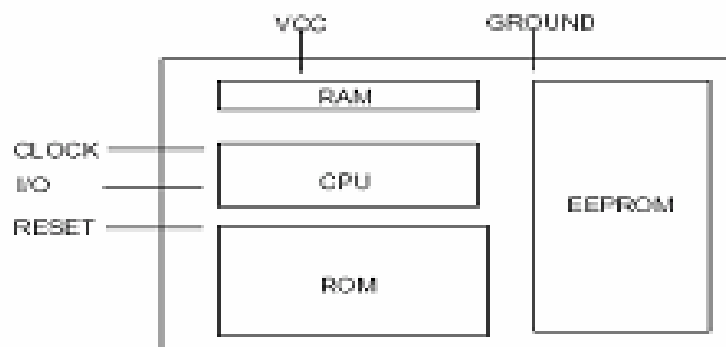 VCC GROUND
RAM
CLOCK
CPU
I/O
EEPROM
RESET
ROM